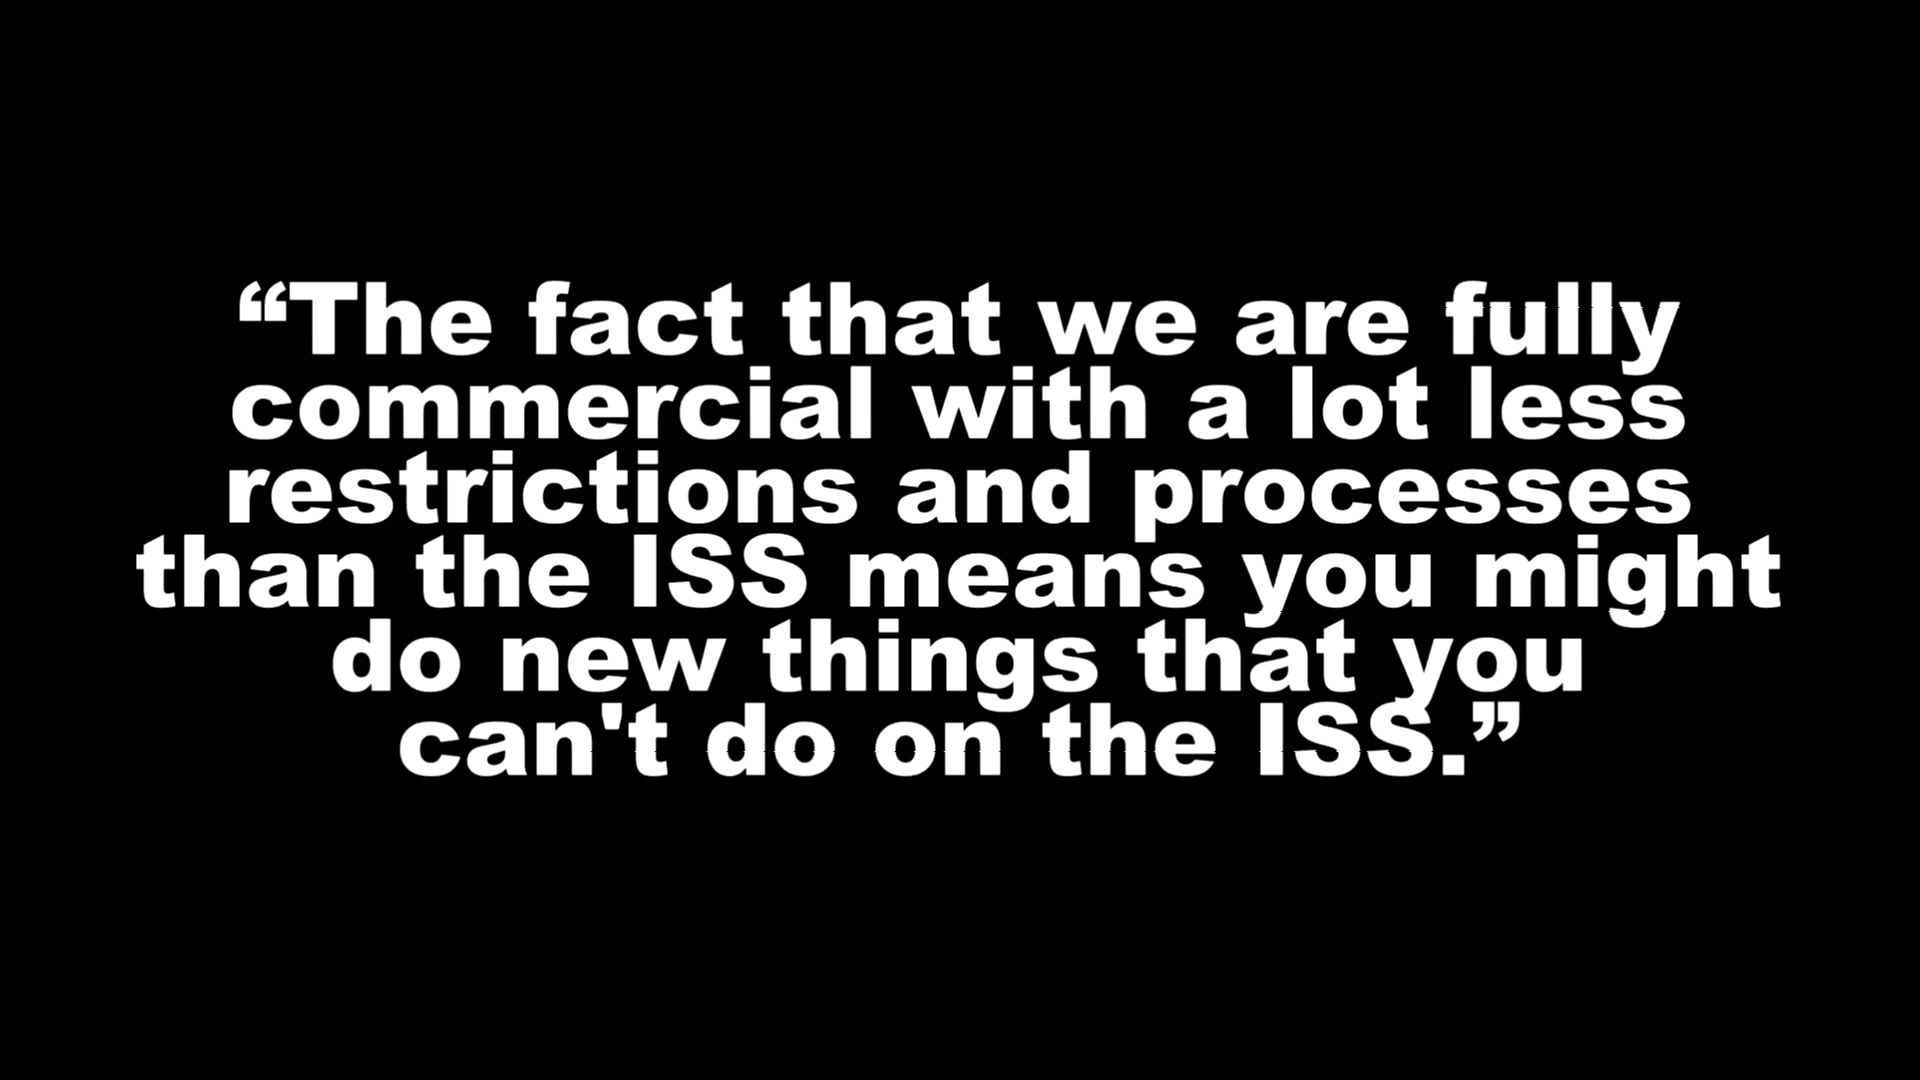 “The fact that we are fully
commercial with a lot less
restrictions and processes
than the ISS means you might
do new things that you
can't do on the ISS.”